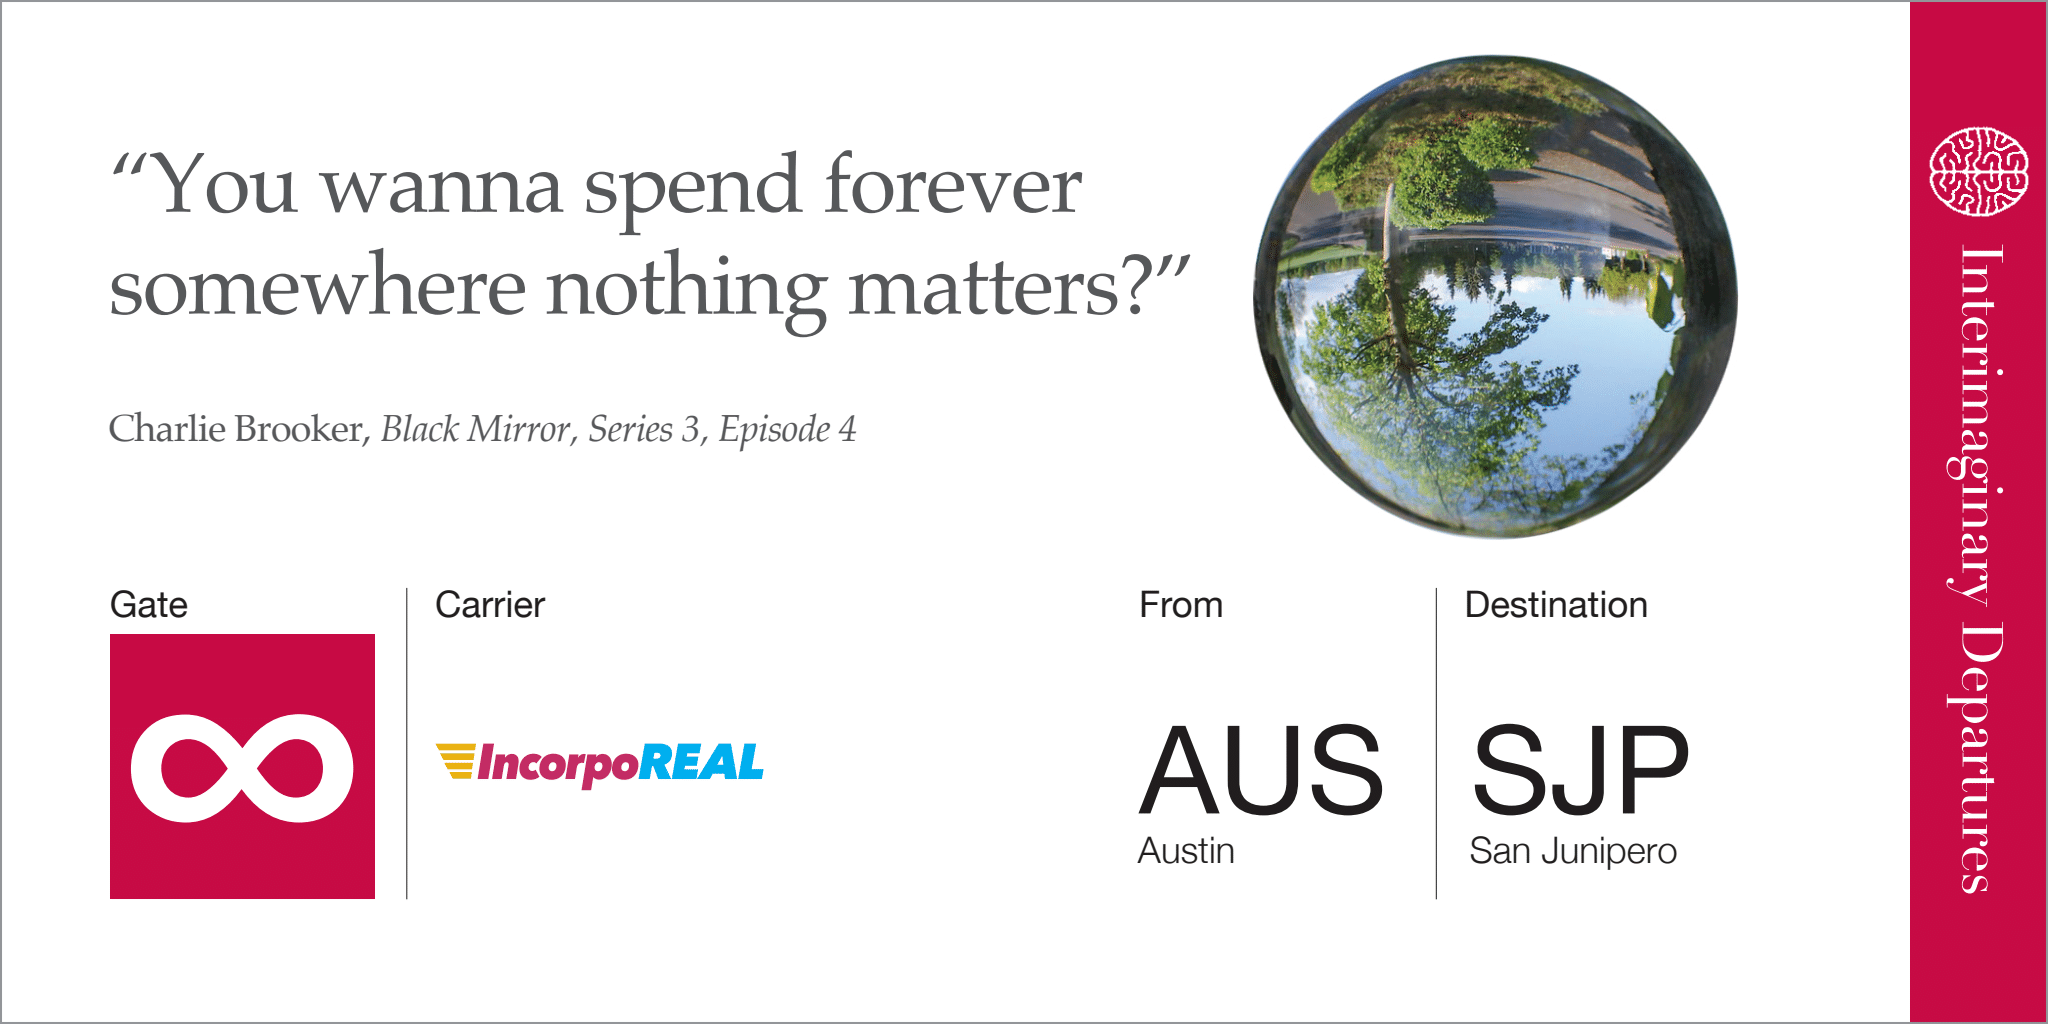 “You wanna spend forever
somewhere nothing matters?”
Charlie Brooker, Black Mirror, Series 3, Episode 4
Gate
Carrier
IncorpoREAL
From
AUS
Austin
Destination
SJP
San Junipero
Interimaginary Departures